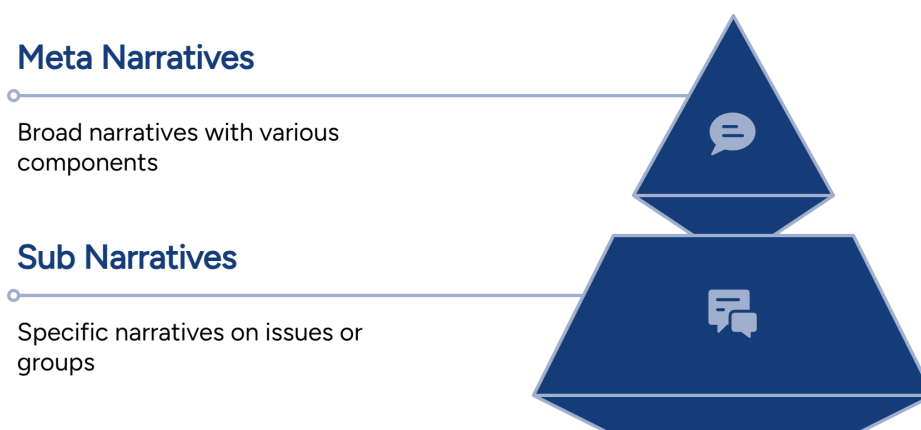 Meta Narratives
Broad narratives with various
components
Sub Narratives
Specific narratives on issues or
groups